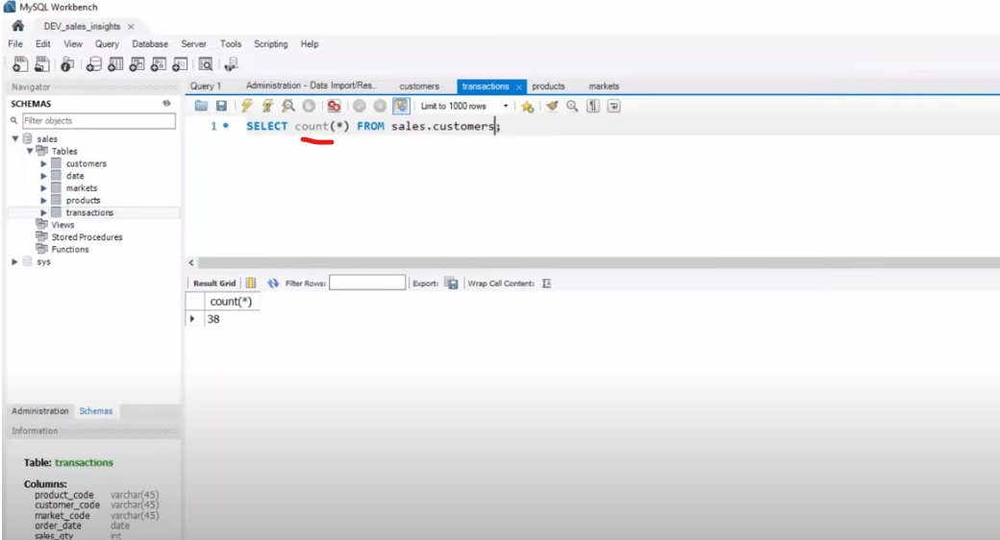 MySQL Workbench
DEV_sales_insights ×
File Edit View Query Database Server Tools Scripting Help
Navigator
SCHEMAS
Filter objects
sales
Tables
customers
date
markets
products
transactions
Views
Stored Procedures
Functions
sys
Administration Schemas
Information
Table: transactions
Columns:
product_code varchar(45)
customer_code varchar(45)
market_code varchar(45)
order_date date
sales_qty int
Query 1 Administration - Data Import/Res... customers transactions × products markets
Limit to 1000 rows
1 SELECT count(*) FROM sales.customers;
Result Grid Filter Rows: Export: Wrap Cell Content:
count(*)
38